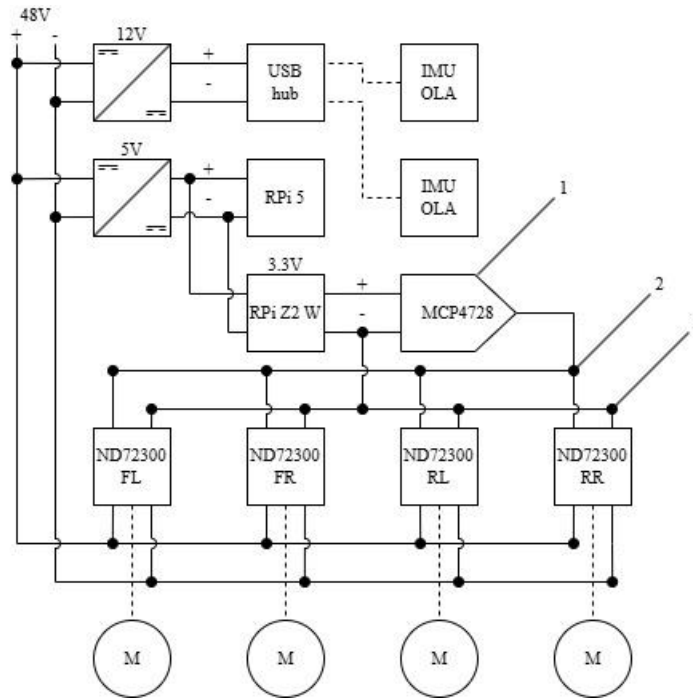 48V
+ -
12V
+
-
USB
hub
IMU
OLA
5V
+
-
RPi 5
IMU
OLA
1
3.3V
RPi Z2 W
+
-
MCP4728
2
ND72300
FL
ND72300
FR
ND72300
RL
ND72300
RR
M
M
M
M